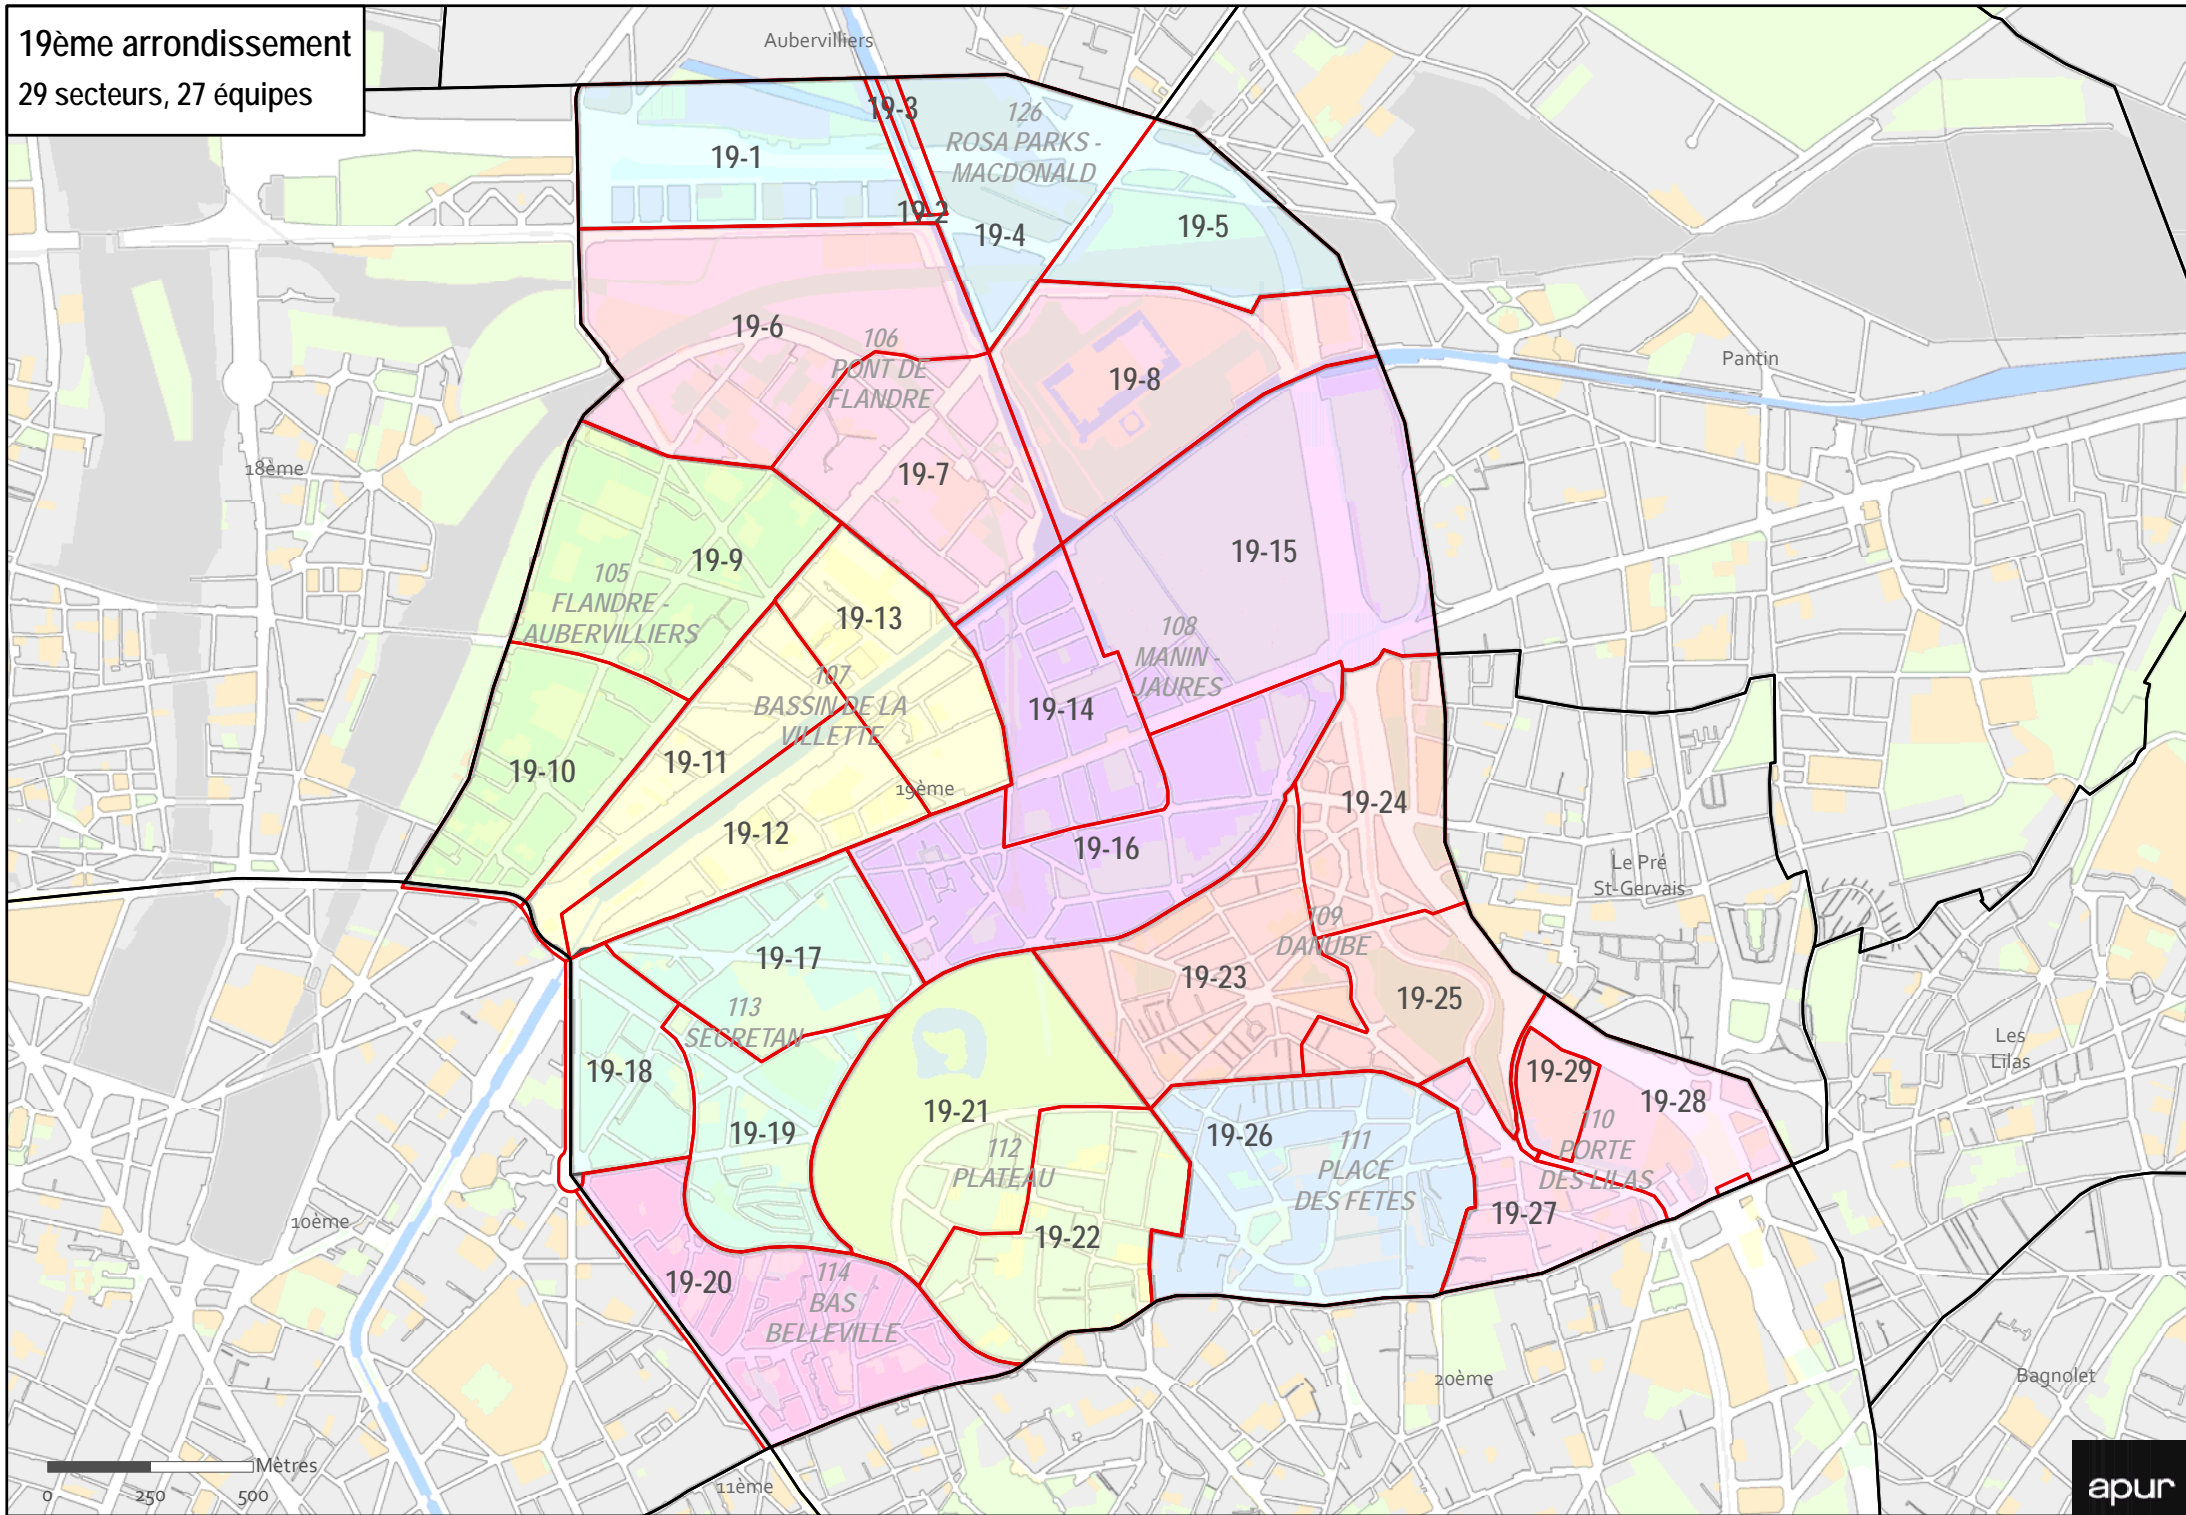 19ème arrondissement
29 secteurs, 27 équipes
Aubervilliers
19-3
126
ROSA PARKS -
MACDONALD
19-1
19-2
19-4
19-5
19-6
106
PONT DE
FLANDRE
19-8
Pantin
18ème
19-7
19-9
19-15
105
FLANDRE -
AUBERVILLIERS
19-13
108
MANIN -
JAURES
107
BASSIN DE LA
VILLETTE
19-14
19-11
19-10
19ème
19-24
19-12
19-16
Le Pré
St-Gervais
109
DANUBE
19-17
19-23
19-25
113
SECRETAN
Les
Lilas
19-18
19-29
19-28
19-21
110
PORTE
DES LILAS
19-19
19-26
111
PLACE
DES FETES
112
PLATEAU
10ème
19-27
19-22
19-20
114
BAS
BELLEVILLE
20ème
Bagnolet
Mètres
0
250
500
11ème
apur